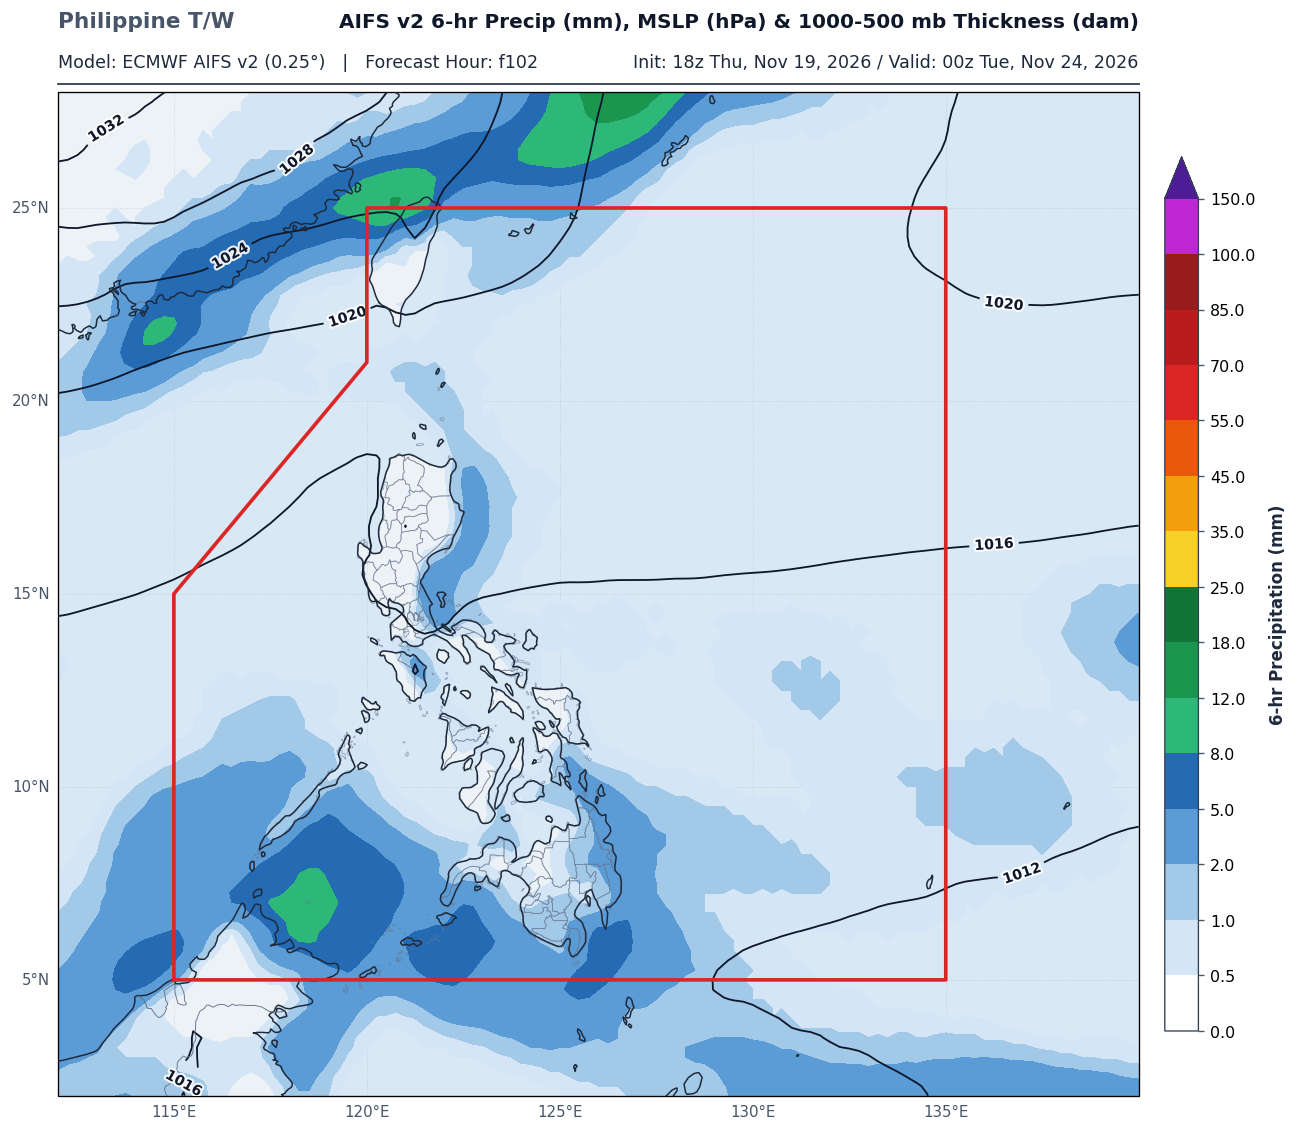 Philippine T/W
AIFS v2 6-hr Precip (mm), MSLP (hPa) & 1000-500 mb Thickness (dam)
Model: ECMWF AIFS v2 (0.25°) | Forecast Hour: f102
Init: 18z Thu, Nov 19, 2026 / Valid: 00z Tue, Nov 24, 2026
1032
1028
1024
1020
1020
1016
1012
1016
25°N
20°N
15°N
10°N
5°N
115°E
120°E
125°E
130°E
135°E
150.0
100.0
85.0
70.0
55.0
45.0
35.0
25.0
18.0
12.0
8.0
5.0
2.0
1.0
0.5
0.0
6-hr Precipitation (mm)